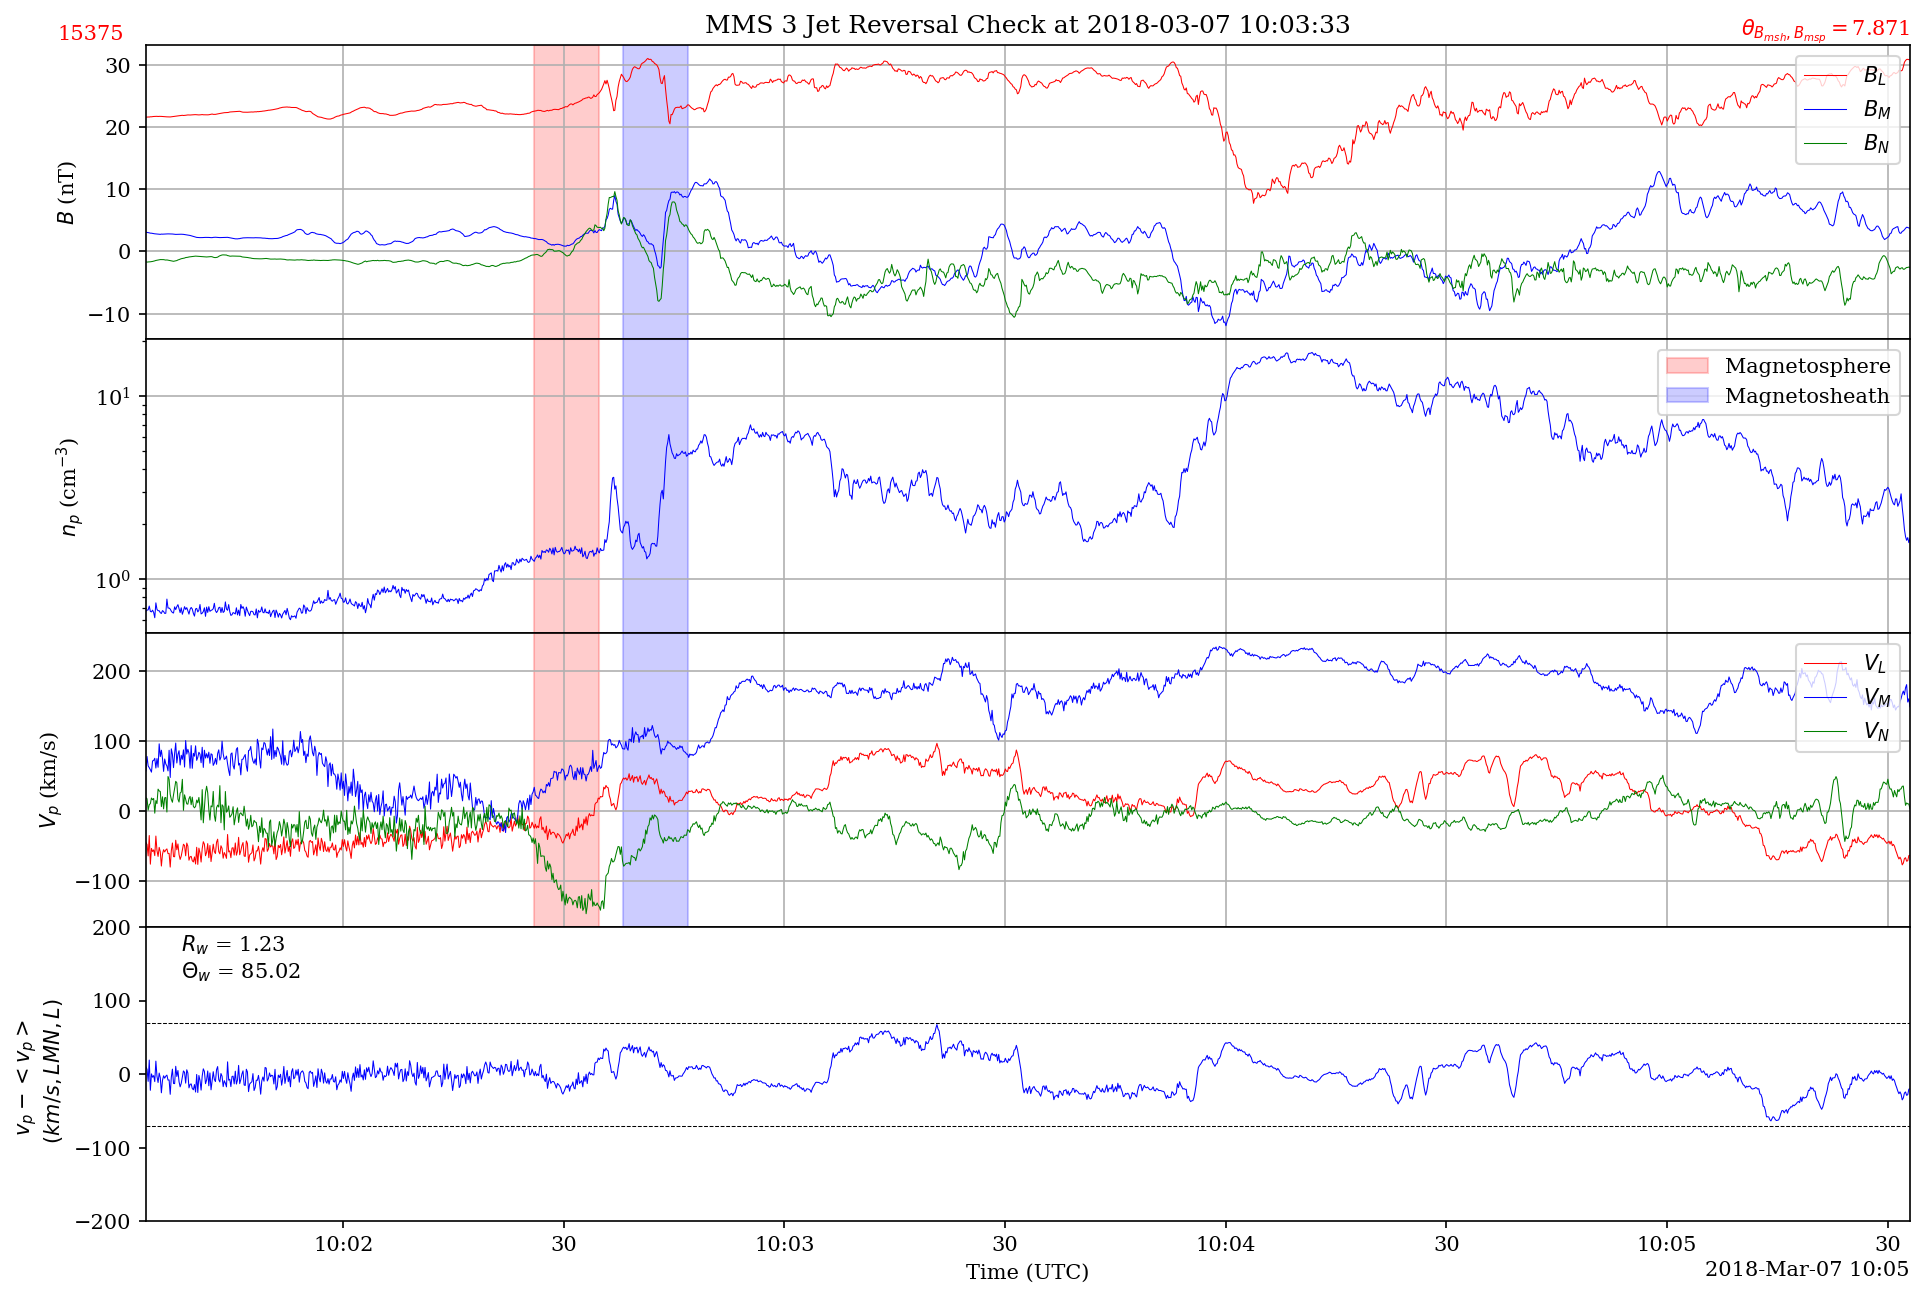 MMS 3 Jet Reversal Check at 2018-03-07 10:03:33
15375
θ_{B_{msh}, B_{msp}} = 7.871
30
20
10
0
−10
B (nT)
B_L
B_M
B_N
10^1
10^0
n_p (cm^{−3})
Magnetosphere
Magnetosheath
200
100
0
−100
V_p (km/s)
V_L
V_M
V_N
200
100
0
−100
−200
v_p − <v_p>
(km/s, LMN, L)
R_w = 1.23
Θ_w = 85.02
10:02 30 10:03 30 10:04 30 10:05 30
Time (UTC)
2018-Mar-07 10:05